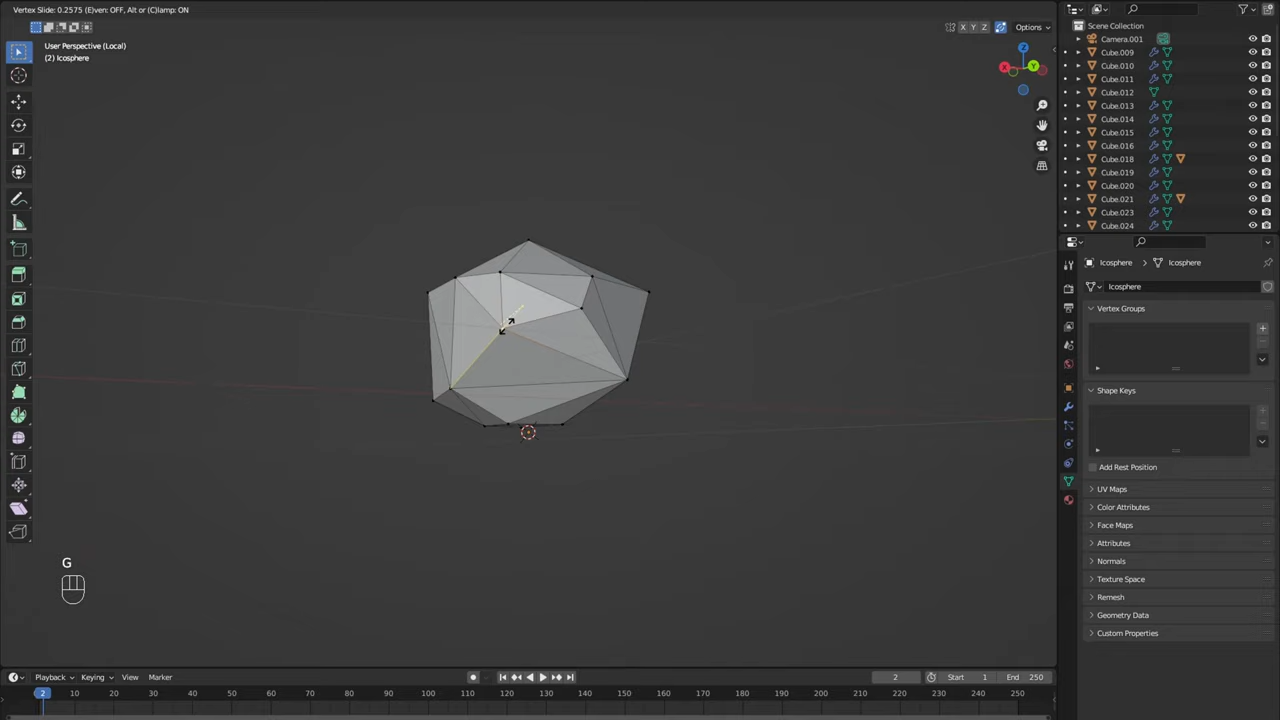 Vertex Slide: 0.2575 (E)ven: OFF, Alt or (C)lamp: ON
X Y Z Options
User Perspective (Local)
(2) Icosphere
Z
X Y
G
Scene Collection
Camera.001
Cube.009
Cube.010
Cube.011
Cube.012
Cube.013
Cube.014
Cube.015
Cube.016
Cube.018
Cube.019
Cube.020
Cube.021
Cube.023
Cube.024
Icosphere Icosphere
Icosphere
Vertex Groups
Shape Keys
Add Rest Position
UV Maps
Color Attributes
Face Maps
Attributes
Normals
Texture Space
Remesh
Geometry Data
Custom Properties
Playback Keying View Marker 2 Start 1 End 250
2 10 20 30 40 50 60 70 80 90 100 110 120 130 140 150 160 170 180 190 200 210 220 230 240 250